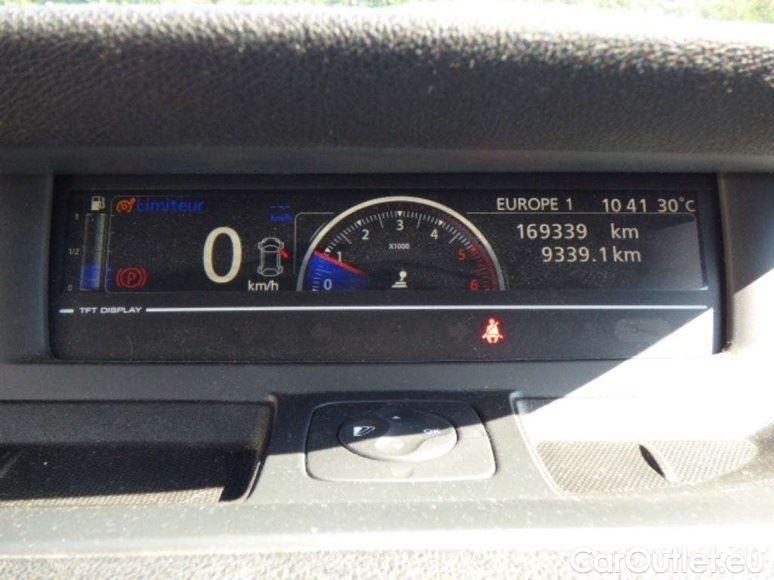 Limiteur
EUROPE 1 10 41 30°c
1
1/2
0
--- km/h
0
km/h
P
0 1 2 3 4 5 6
X1000
169339 km
9339.1 km
TFT DISPLAY
OK
CarOutlet.eu